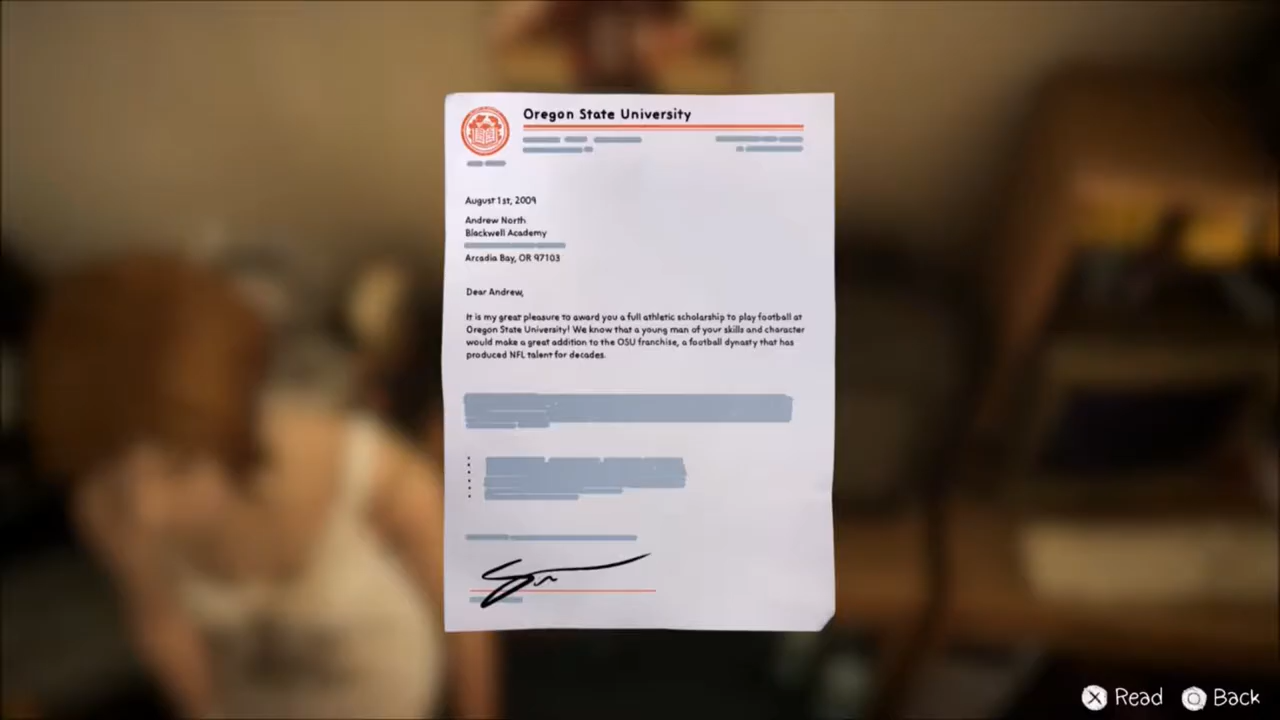 Oregon State University
August 1st, 2009
Andrew North
Blackwell Academy
Arcadia Bay, OR 97103
Dear Andrew,
It is my great pleasure to award you a full athletic scholarship to play football at
Oregon State University! We know that a young man of your skills and character
would make a great addition to the OSU franchise, a football dynasty that has
produced NFL talent for decades.
Read
Back